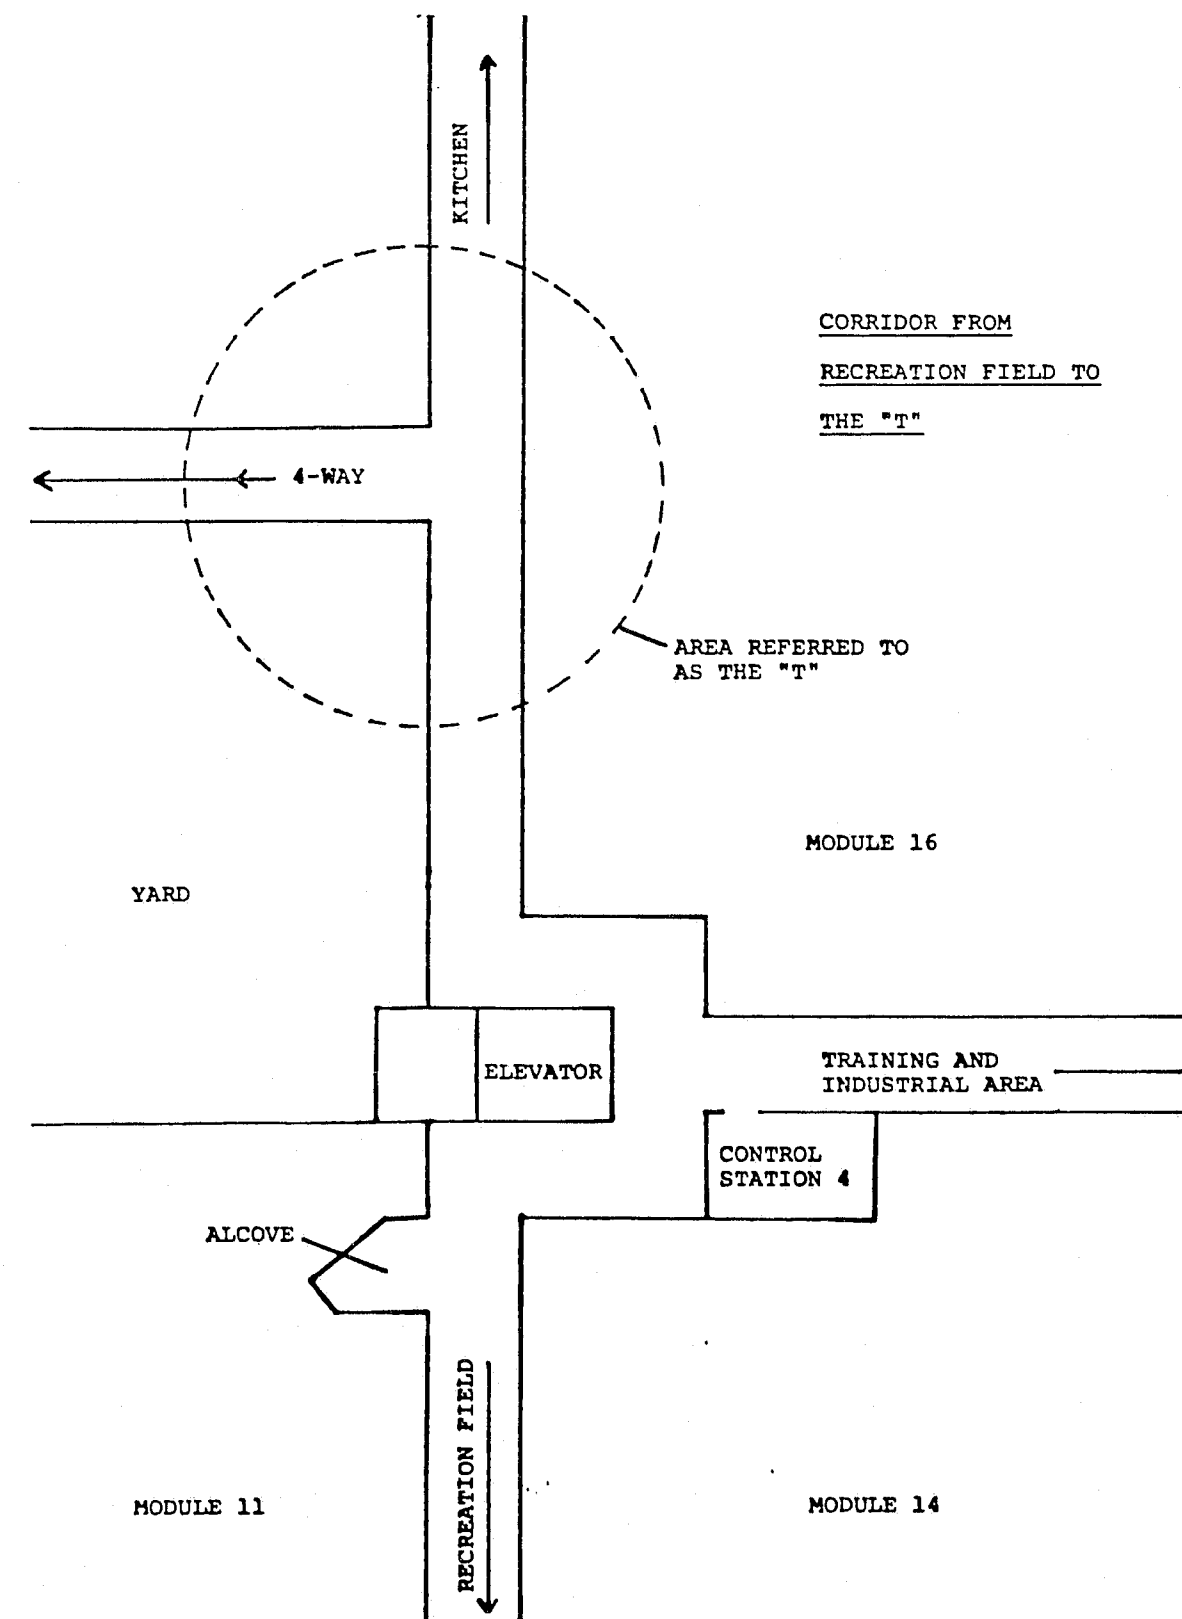 KITCHEN
CORRIDOR FROM
RECREATION FIELD TO
THE "T"
4-WAY
AREA REFERRED TO
AS THE "T"
MODULE 16
YARD
ELEVATOR
TRAINING AND
INDUSTRIAL AREA
CONTROL
STATION 4
ALCOVE
RECREATION FIELD
MODULE 11
MODULE 14